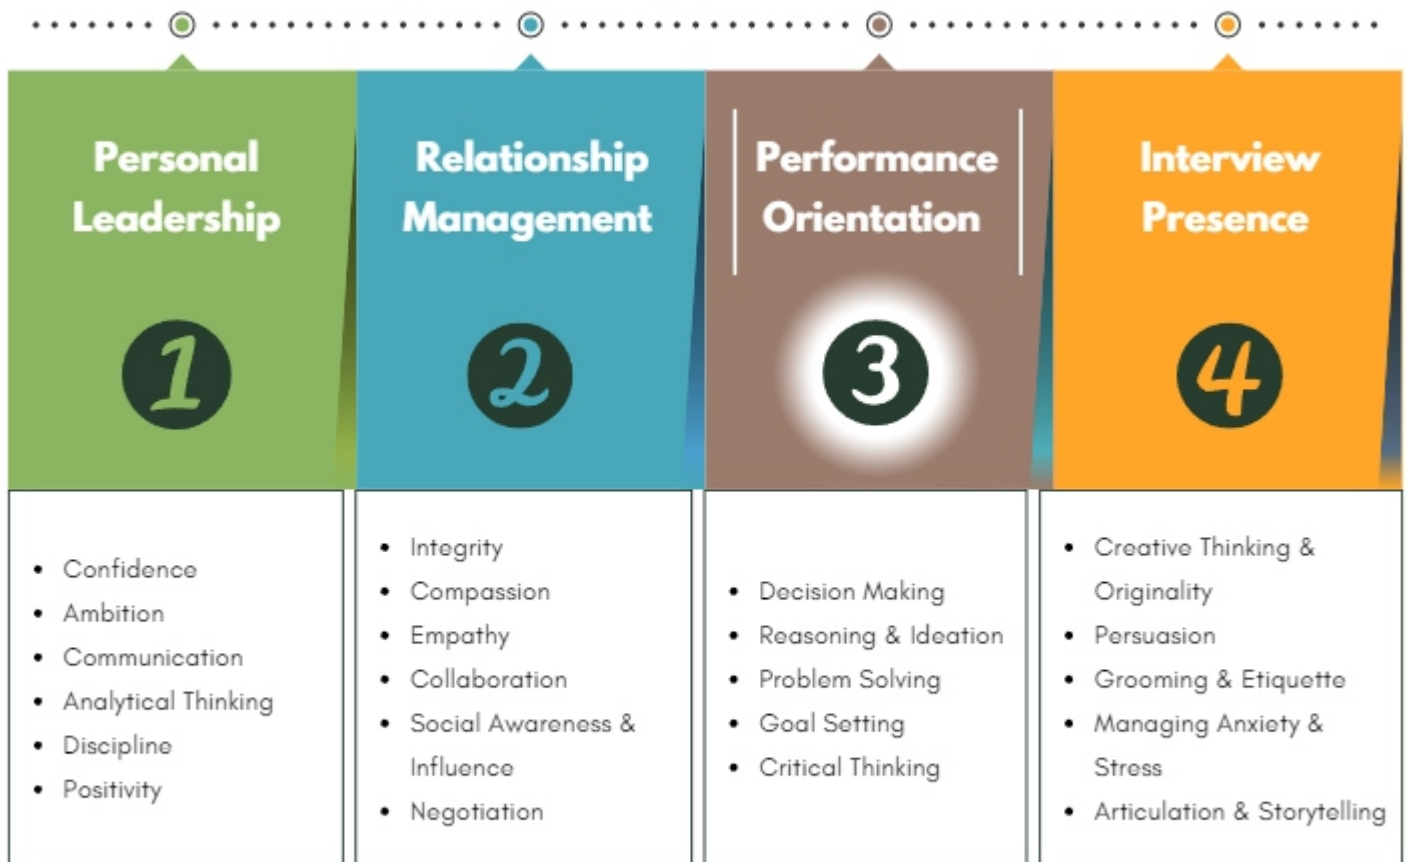 Personal
Leadership
1
Confidence
Ambition
Communication
Analytical Thinking
Discipline
Positivity
Relationship
Management
2
Integrity
Compassion
Empathy
Collaboration
Social Awareness &
Influence
Negotiation
Performance
Orientation
3
Decision Making
Reasoning & Ideation
Problem Solving
Goal Setting
Critical Thinking
Interview
Presence
4
Creative Thinking &
Originality
Persuasion
Grooming & Etiquette
Managing Anxiety &
Stress
Articulation & Storytelling